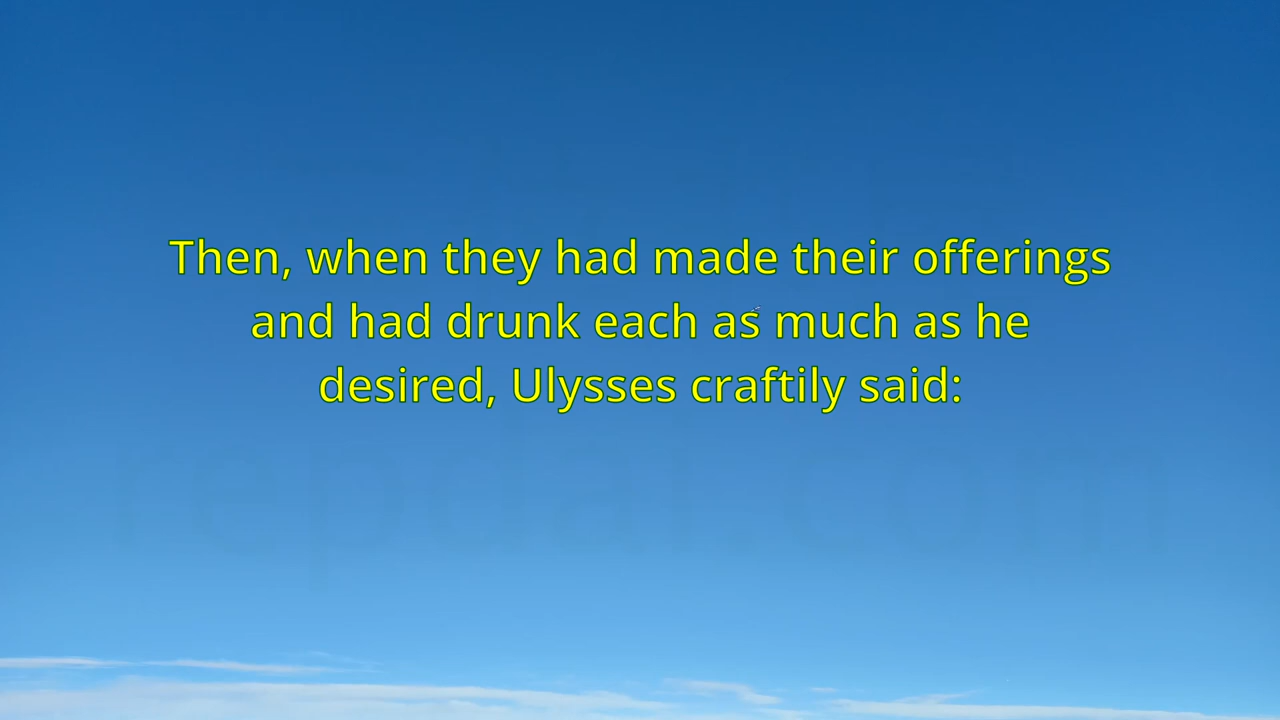 Then, when they had made their offerings
and had drunk each as much as he
desired, Ulysses craftily said: